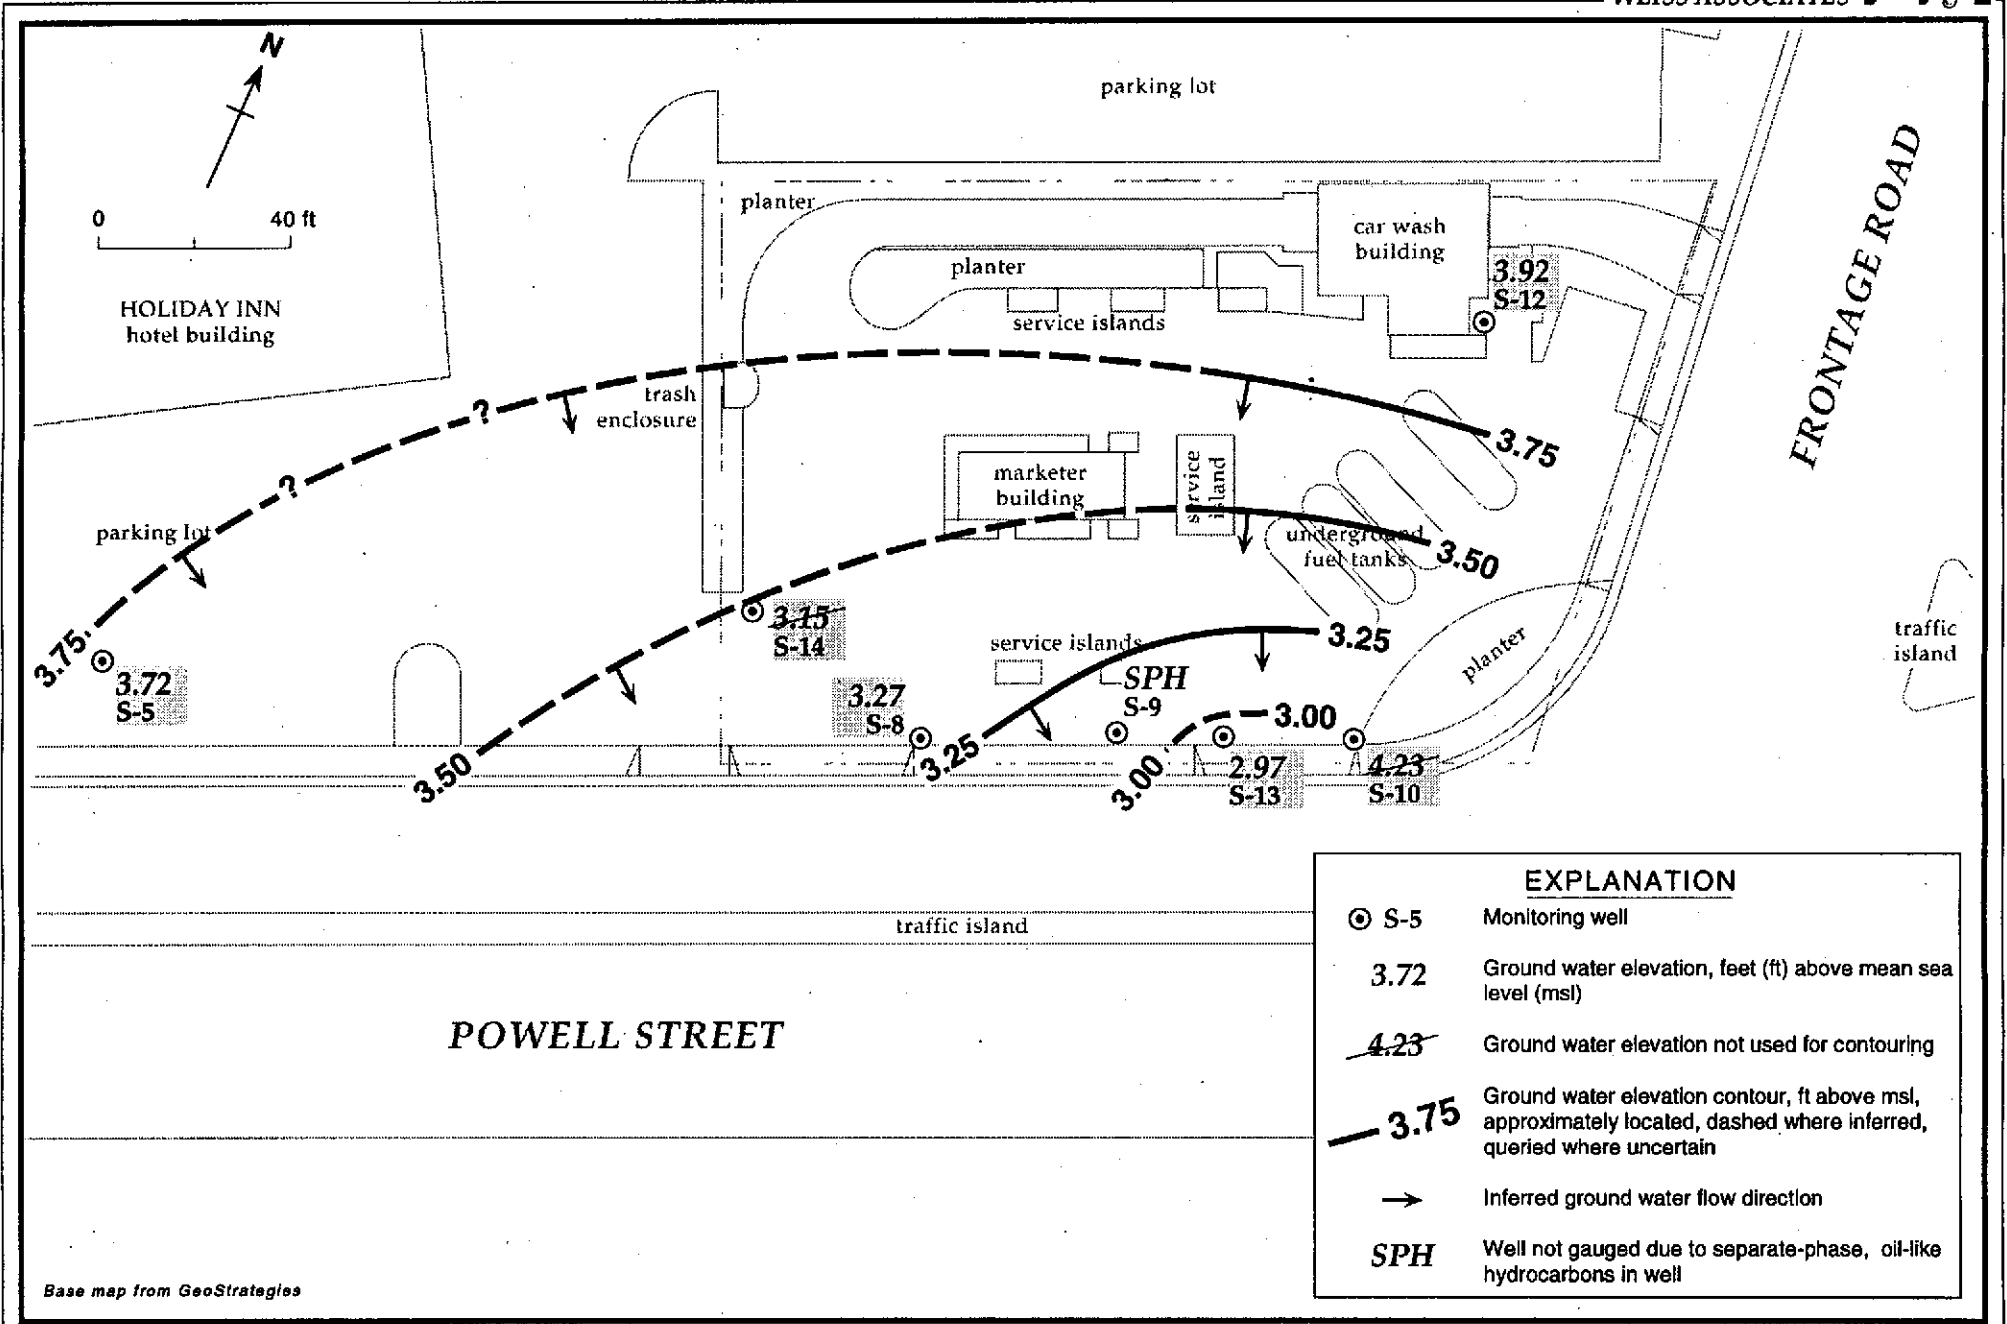 WEISS ASSOCIATES
N
parking lot
0 40 ft
planter
car wash
building
FRONTAGE ROAD
planter
3.92
S-12
HOLIDAY INN
hotel building
service islands
trash
enclosure
?
3.75
marketer
building
service
island
?
parking lot
underground
fuel tanks
3.50
3.15
S-14
service islands
3.25
planter
traffic
island
3.75
3.72
S-5
SPH
S-9
3.27
S-8
3.00
3.25
3.50
3.00
2.97
S-13
4.23
S-10
EXPLANATION
S-5 Monitoring well
3.72 Ground water elevation, feet (ft) above mean sea
level (msl)
4.23 Ground water elevation not used for contouring
3.75 Ground water elevation contour, ft above msl,
approximately located, dashed where inferred,
queried where uncertain
Inferred ground water flow direction
SPH Well not gauged due to separate-phase, oil-like
hydrocarbons in well
traffic island
POWELL STREET
Base map from GeoStrategies